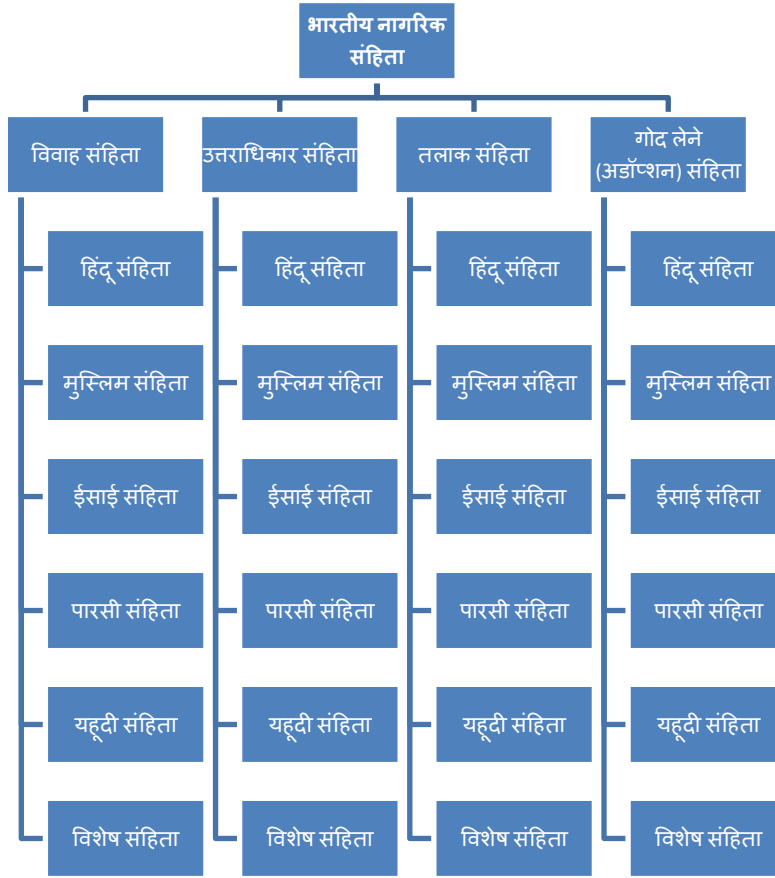 भारतीय नागरिक
संहिता
विवाह संहिता
उत्तराधिकार संहिता
तलाक संहिता
गोद लेने
(अडॉप्शन) संहिता
हिंदू संहिता
हिंदू संहिता
हिंदू संहिता
हिंदू संहिता
मुस्लिम संहिता
मुस्लिम संहिता
मुस्लिम संहिता
मुस्लिम संहिता
ईसाई संहिता
ईसाई संहिता
ईसाई संहिता
ईसाई संहिता
पारसी संहिता
पारसी संहिता
पारसी संहिता
पारसी संहिता
यहूदी संहिता
यहूदी संहिता
यहूदी संहिता
यहूदी संहिता
विशेष संहिता
विशेष संहिता
विशेष संहिता
विशेष संहिता